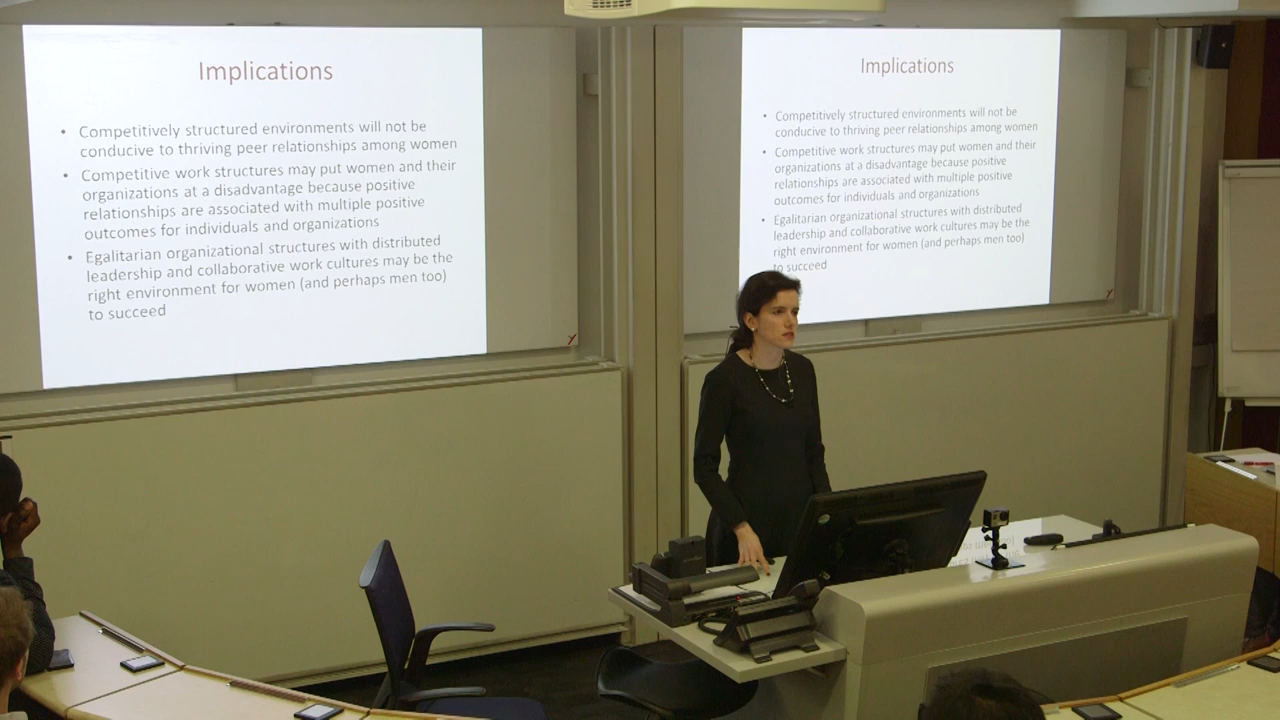 Implications
• Competitively structured environments will not be
conducive to thriving peer relationships among women
• Competitive work structures may put women and their
organizations at a disadvantage because positive
relationships are associated with multiple positive
outcomes for individuals and organizations
• Egalitarian organizational structures with distributed
leadership and collaborative work cultures may be the
right environment for women (and perhaps men too)
to succeed
Implications
• Competitively structured environments will not be
conducive to thriving peer relationships among women
• Competitive work structures may put women and their
organizations at a disadvantage because positive
relationships are associated with multiple positive
outcomes for individuals and organizations
• Egalitarian organizational structures with distributed
leadership and collaborative work cultures may be the
right environment for women (and perhaps men too)
to succeed